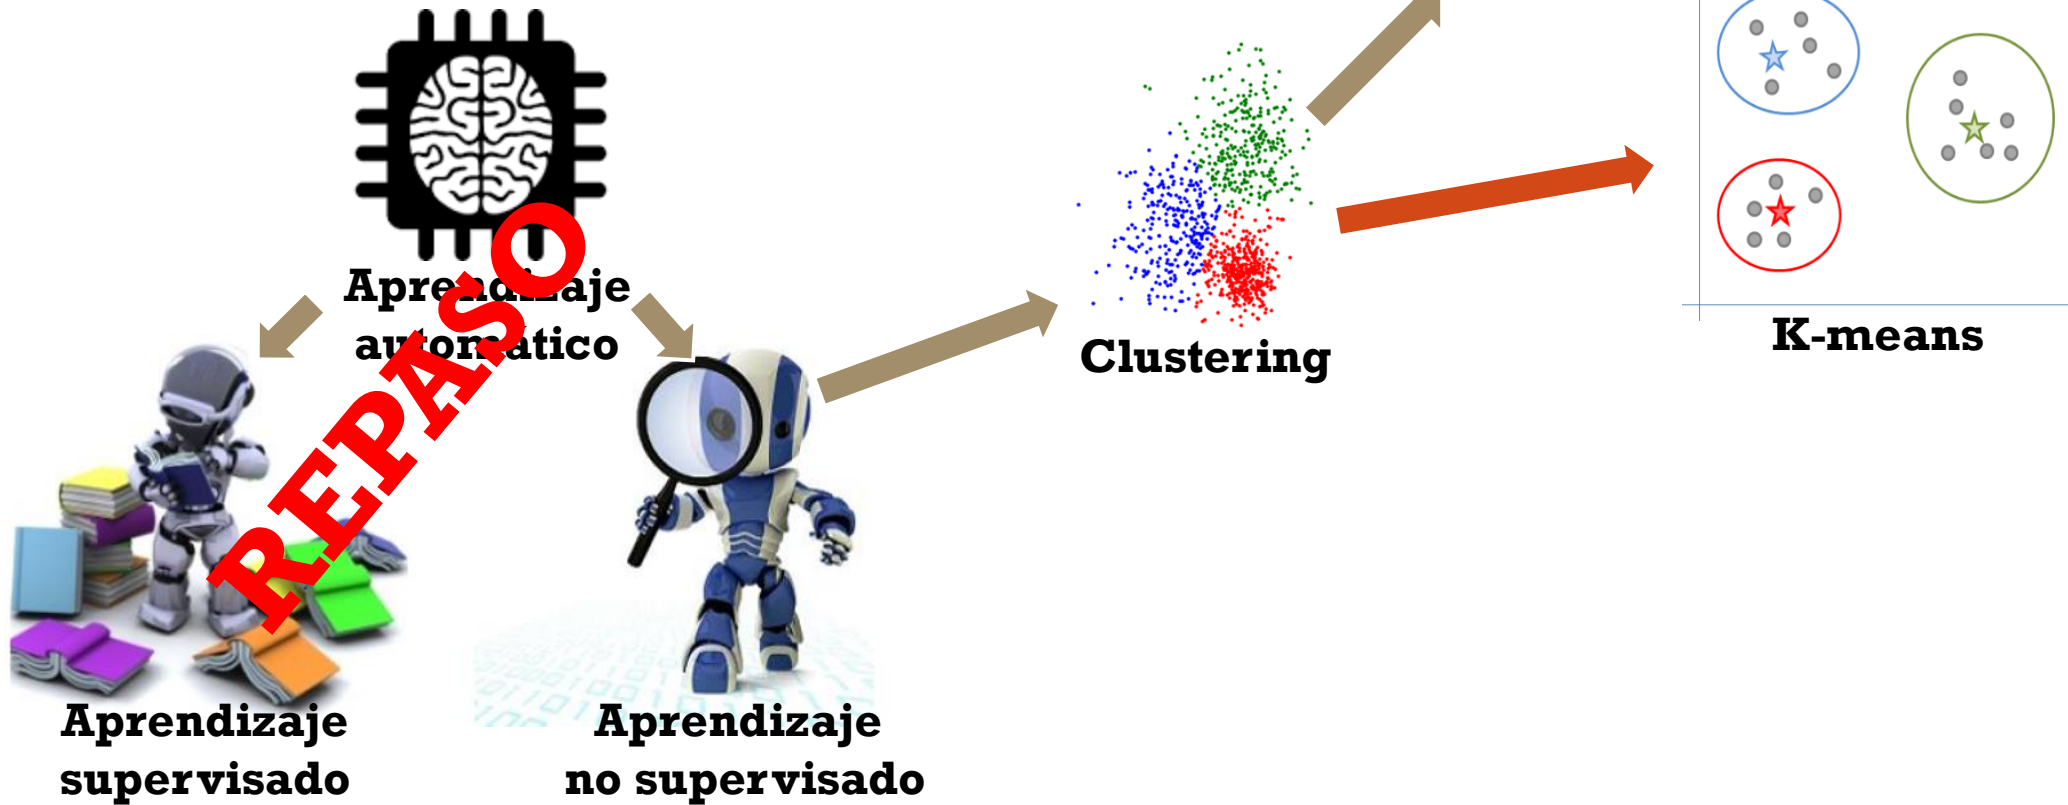 Aprendizaje
automático
REPASO
Clustering
K-means
Aprendizaje
supervisado
Aprendizaje
no supervisado